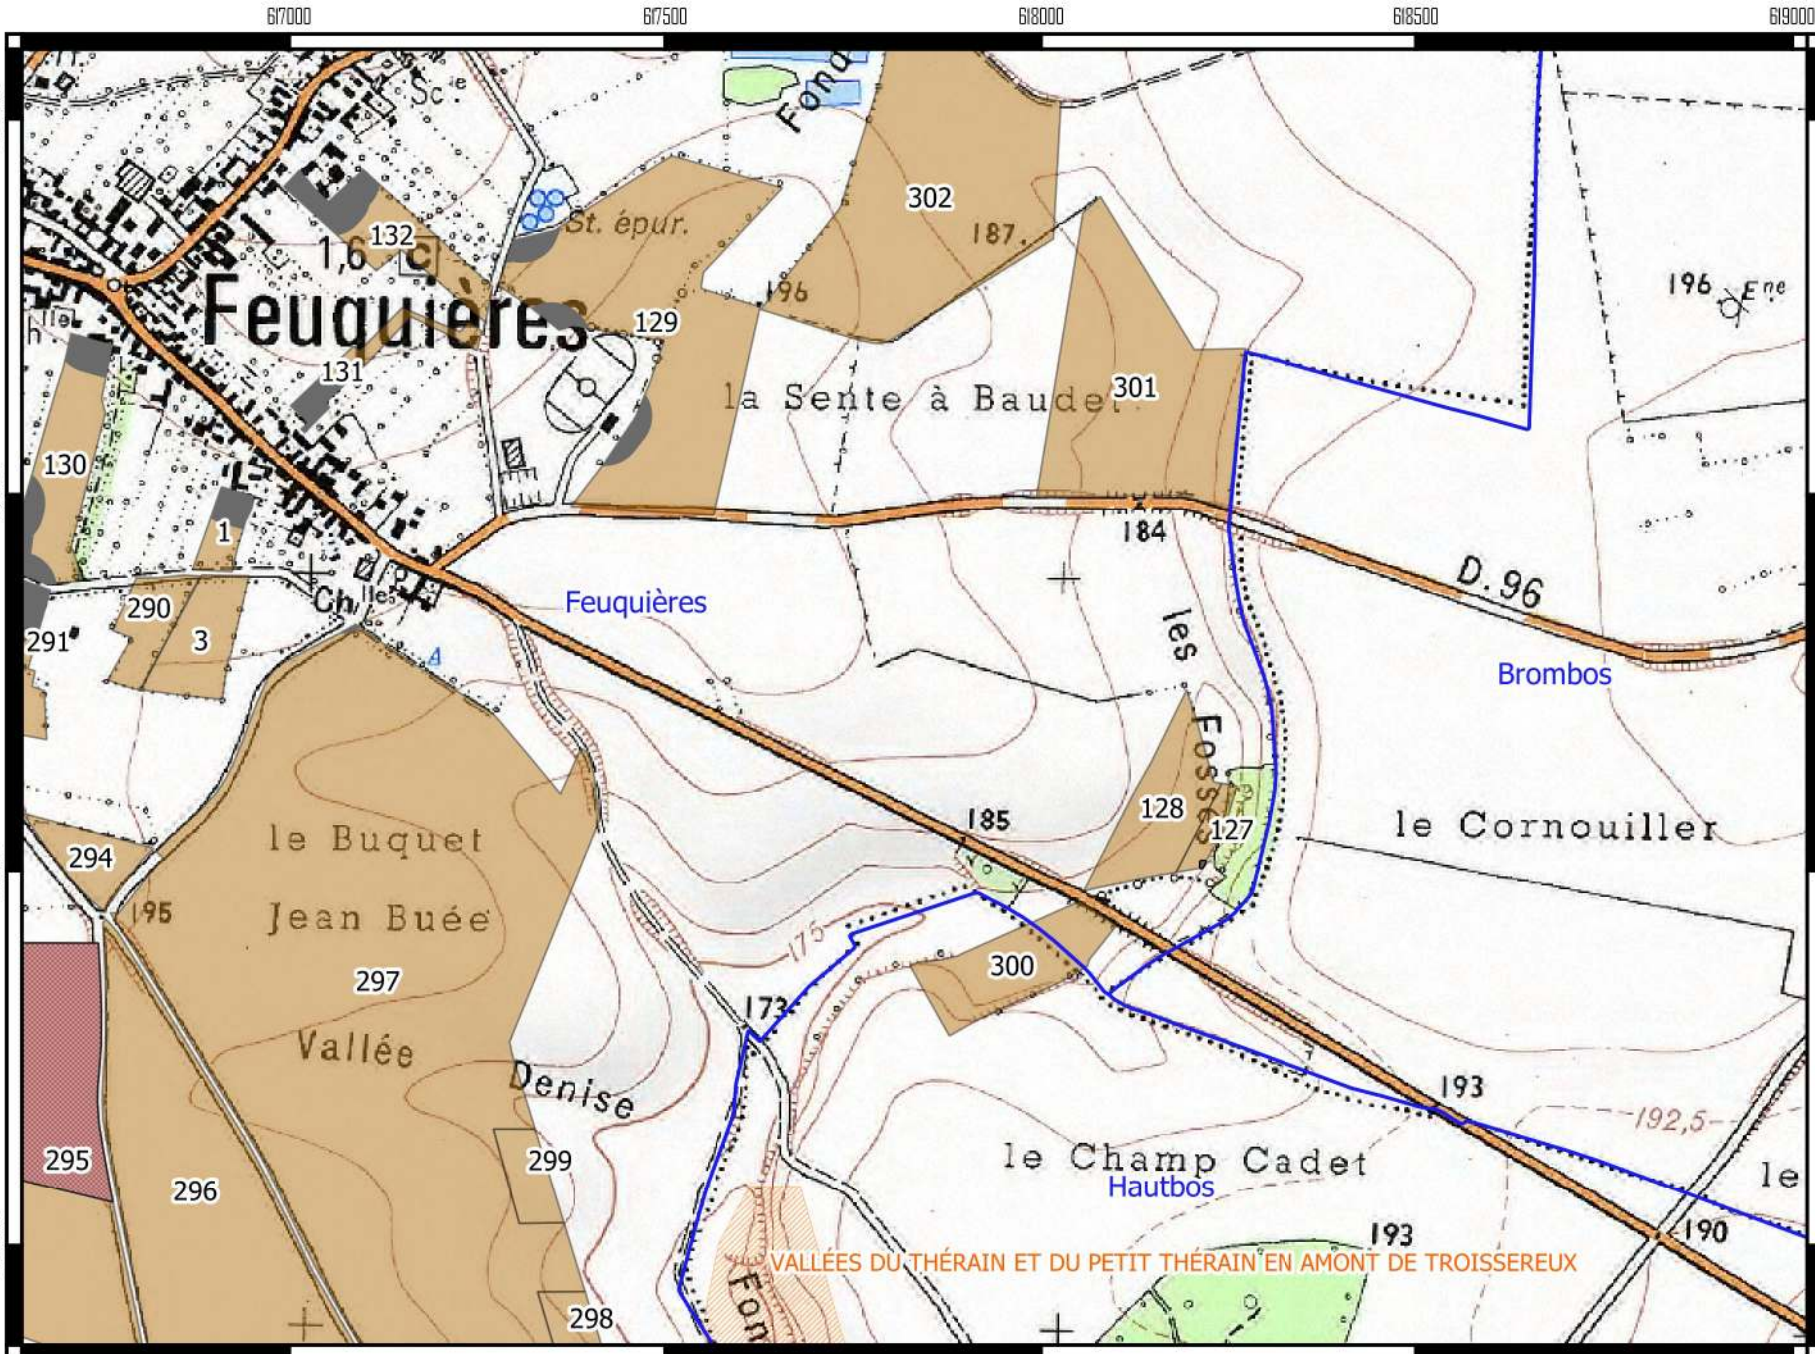 617000 617500 618000 618500 619000
Sc.e
Fond
302
132
St. épur.
1,6 C
187.
196
196 Ene
Feuquières
129
131
la Sente à Baudet
301
130
1
184
D. 96
Ch lles
290
Feuquières
291
3
les
Brombos
Fossés
128
185
127
le Cornouiller
le Buquet
294
195
Jean Buée
175
300
297
173
Vallée
Denise
193
192,5
295
299
le Champ Cadet
le
296
Hautbos
193
190
VALLÉES DU THÉRAIN ET DU PETIT THÉRAIN EN AMONT DE TROISSEREUX
Fon
298